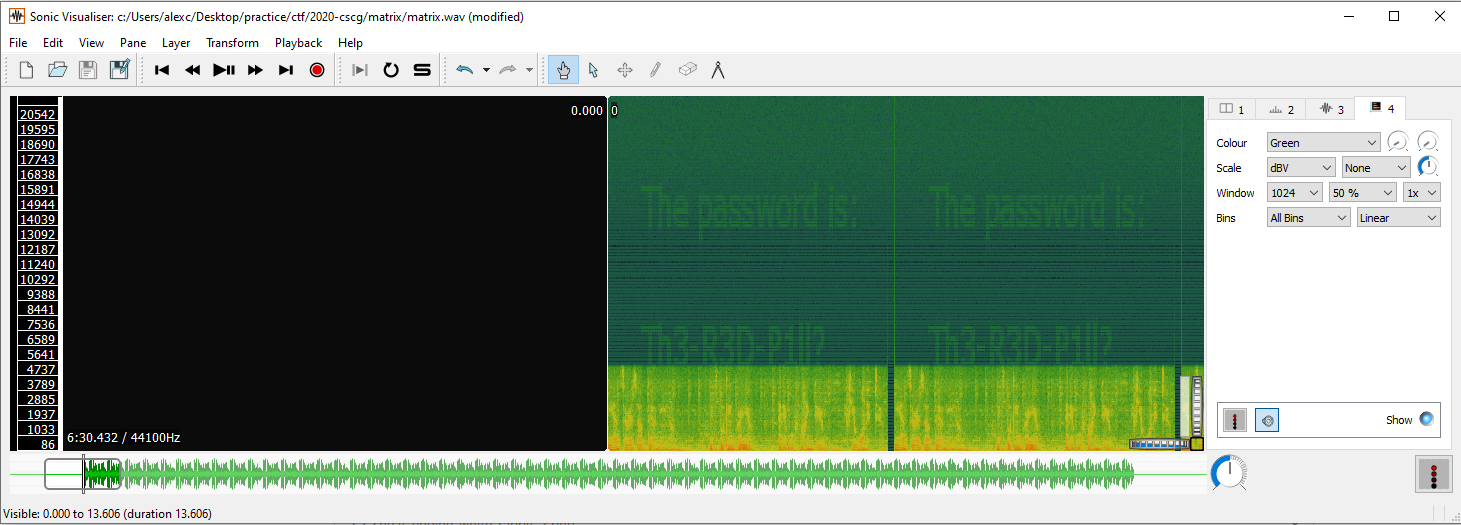 Sonic Visualiser: c:/Users/alexc/Desktop/practice/ctf/2020-cscg/matrix/matrix.wav (modified)
File Edit View Pane Layer Transform Playback Help
20542
19595
18690
17743
16838
15891
14944
14039
13092
12187
11240
10292
9388
8441
7536
6589
5641
4737
3789
2885
1937
1033
86
6:30.432 / 44100Hz
0.000 0
The password is: The password is:
Th3-R3D-P1ll? Th3-R3D-P1ll?
1 2 3 4
Colour Green
Scale dBV None
Window 1024 50 % 1x
Bins All Bins Linear
Show
Visible: 0.000 to 13.606 (duration 13.606)